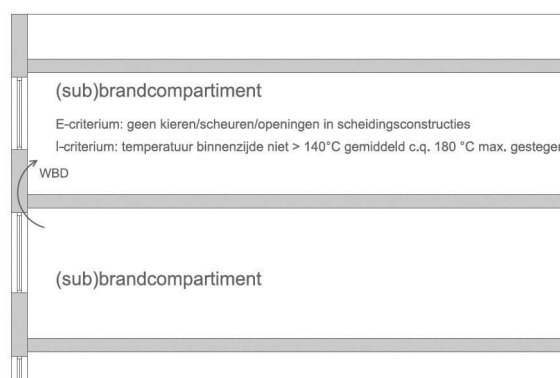 (sub)brandcompartiment
E-criterium: geen kieren/scheuren/openingen in scheidingsconstructies
I-criterium: temperatuur binnenzijde niet > 140°C gemiddeld c.q. 180 °C max. gestegen
WBD
(sub)brandcompartiment